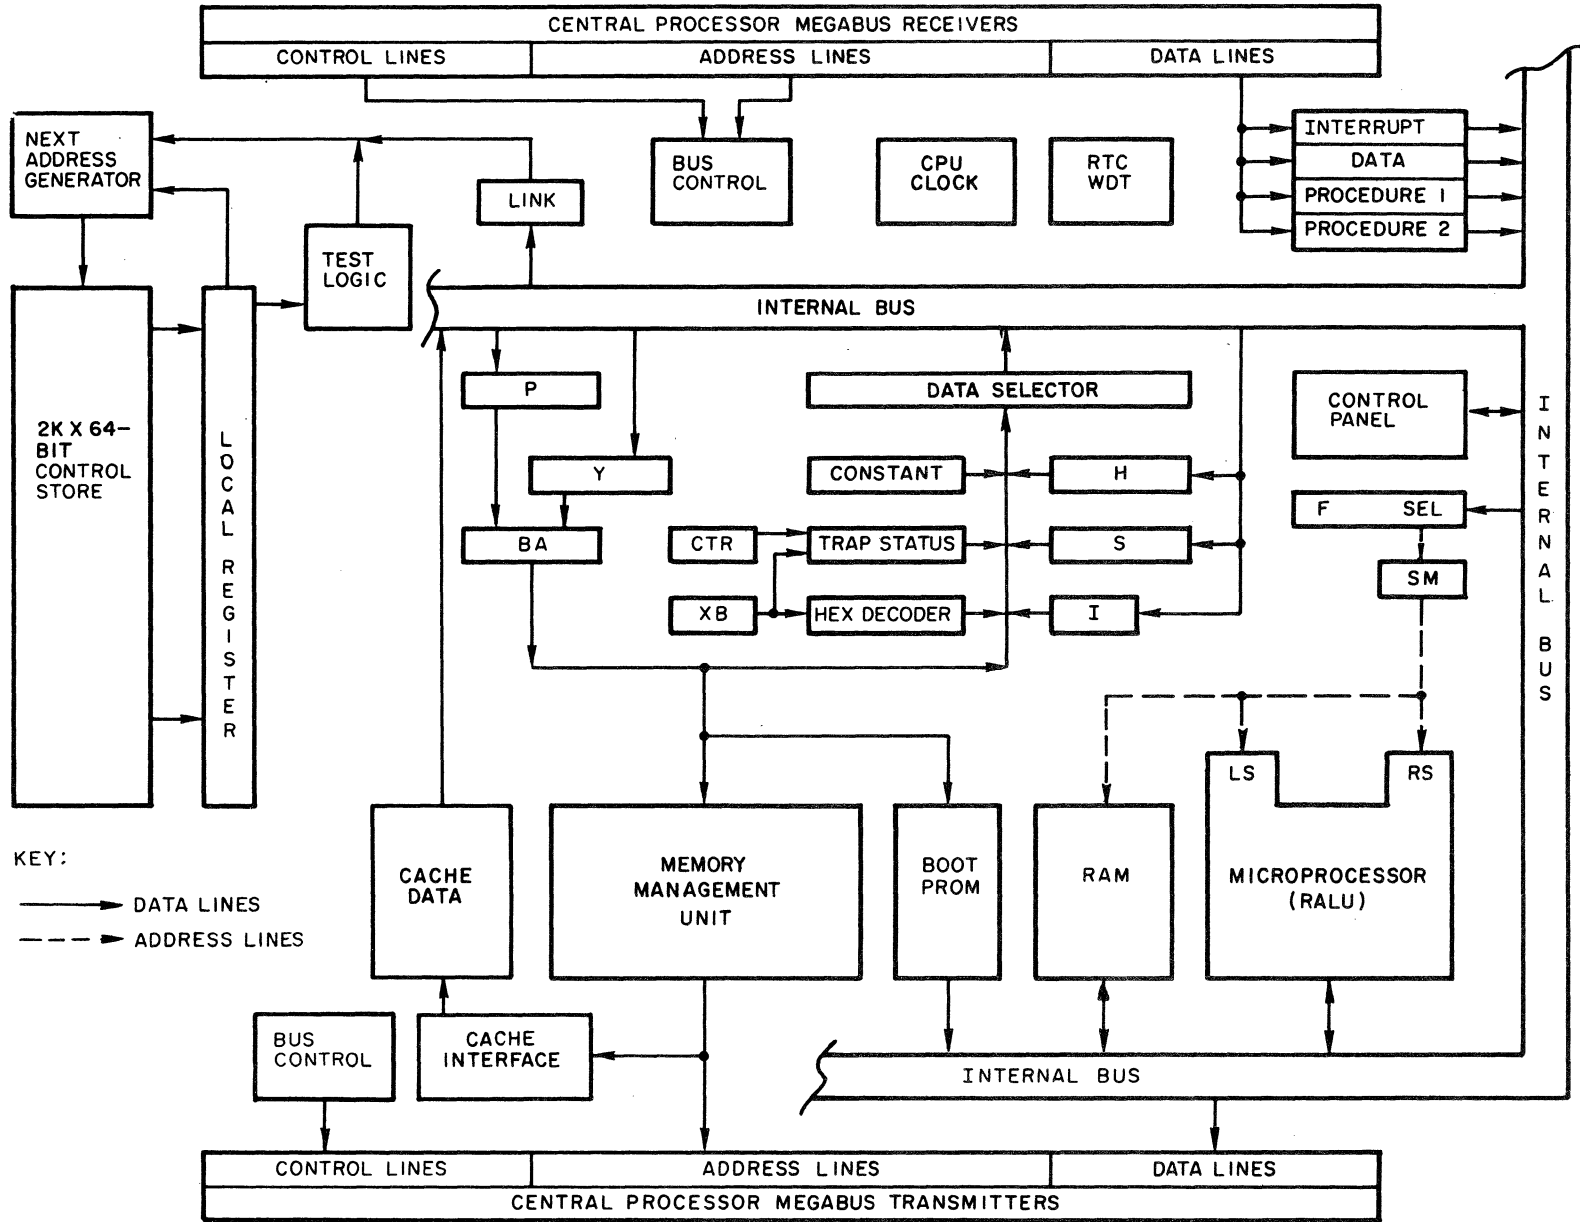 CENTRAL PROCESSOR MEGABUS RECEIVERS
CONTROL LINES
ADDRESS LINES
DATA LINES
NEXT
ADDRESS
GENERATOR
LINK
BUS
CONTROL
CPU
CLOCK
RTC
WDT
INTERRUPT
DATA
PROCEDURE 1
PROCEDURE 2
TEST
LOGIC
INTERNAL BUS
2K X 64-
BIT
CONTROL
STORE
LOCAL REGISTER
P
DATA SELECTOR
CONTROL
PANEL
INTERNAL BUS
Y
CONSTANT
H
F SEL
BA
CTR
TRAP STATUS
S
SM
XB
HEX DECODER
I
LS
RS
CACHE
DATA
MEMORY
MANAGEMENT
UNIT
BOOT
PROM
RAM
MICROPROCESSOR
(RALU)
KEY:
DATA LINES
ADDRESS LINES
BUS
CONTROL
CACHE
INTERFACE
INTERNAL BUS
CONTROL LINES
ADDRESS LINES
DATA LINES
CENTRAL PROCESSOR MEGABUS TRANSMITTERS